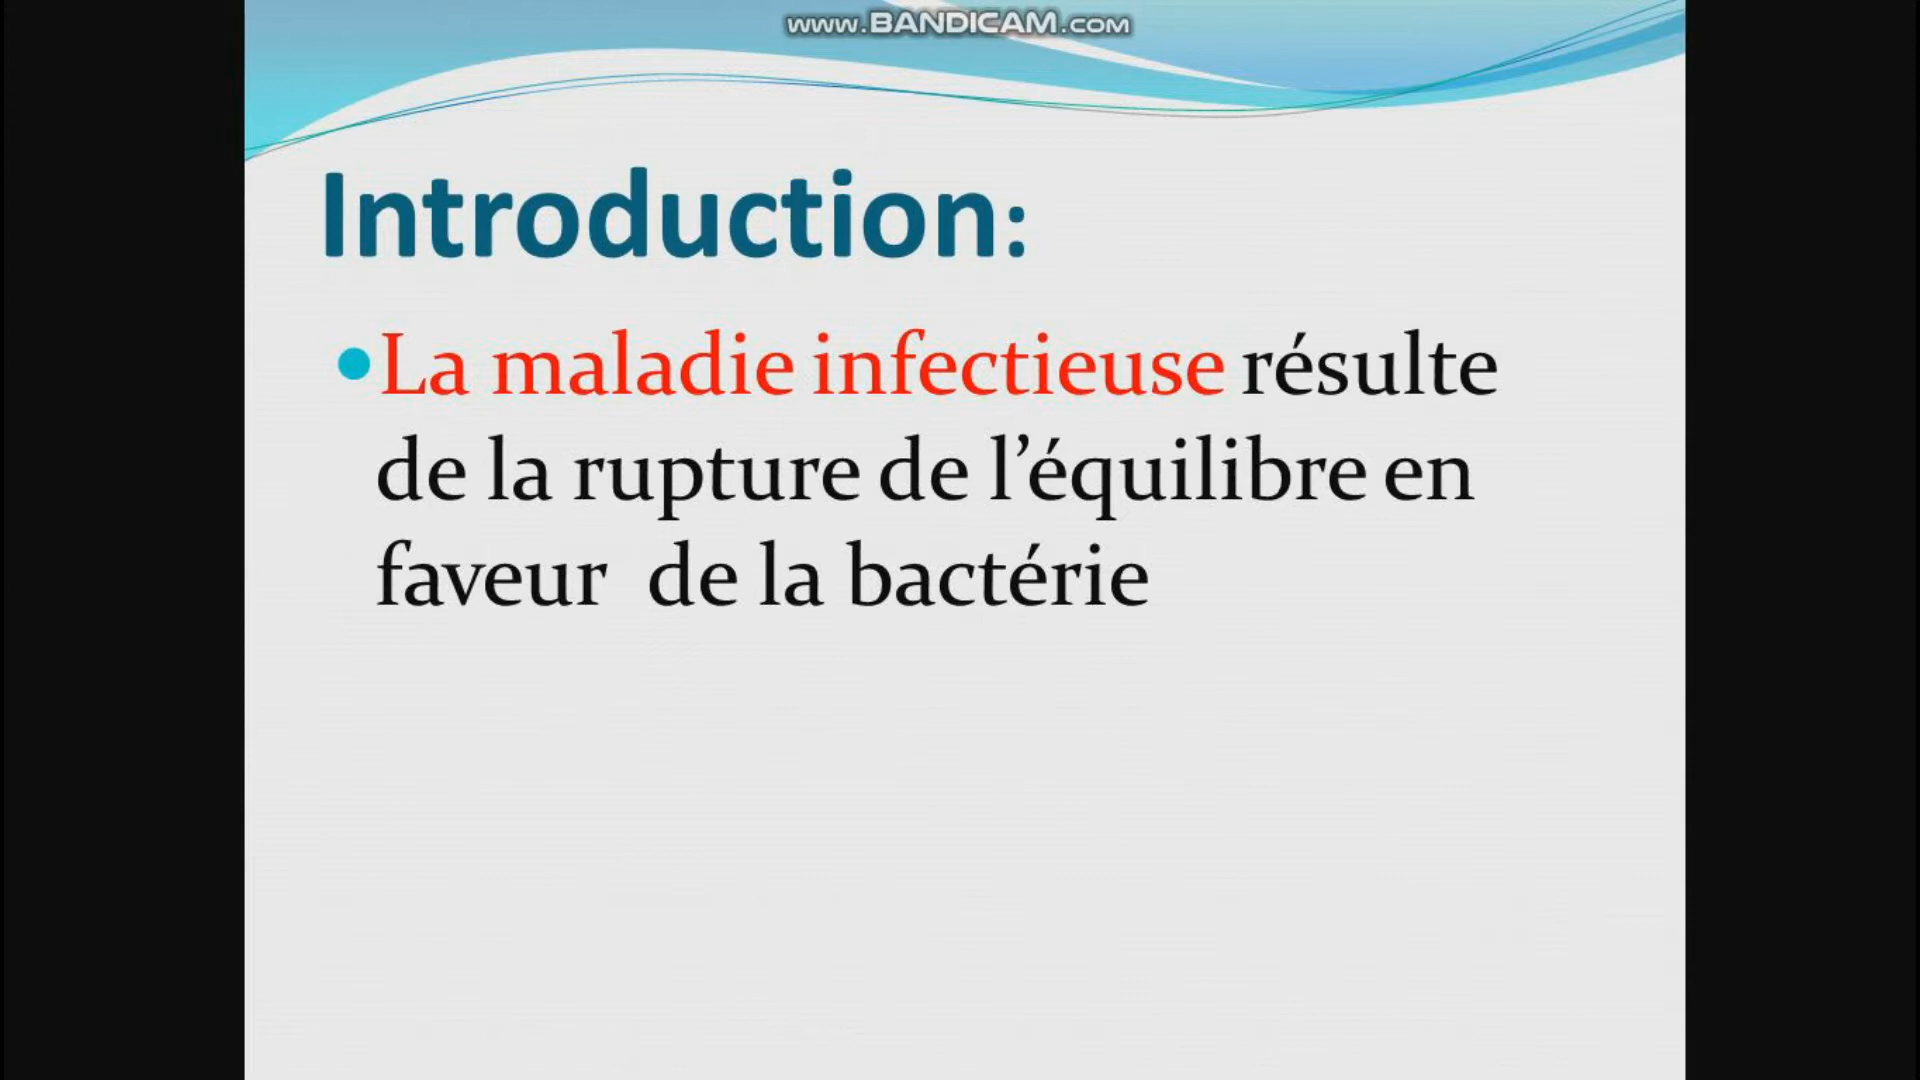 www.BANDICAM.com
Introduction:
•La maladie infectieuse résulte
de la rupture de l’équilibre en
faveur  de la bactérie